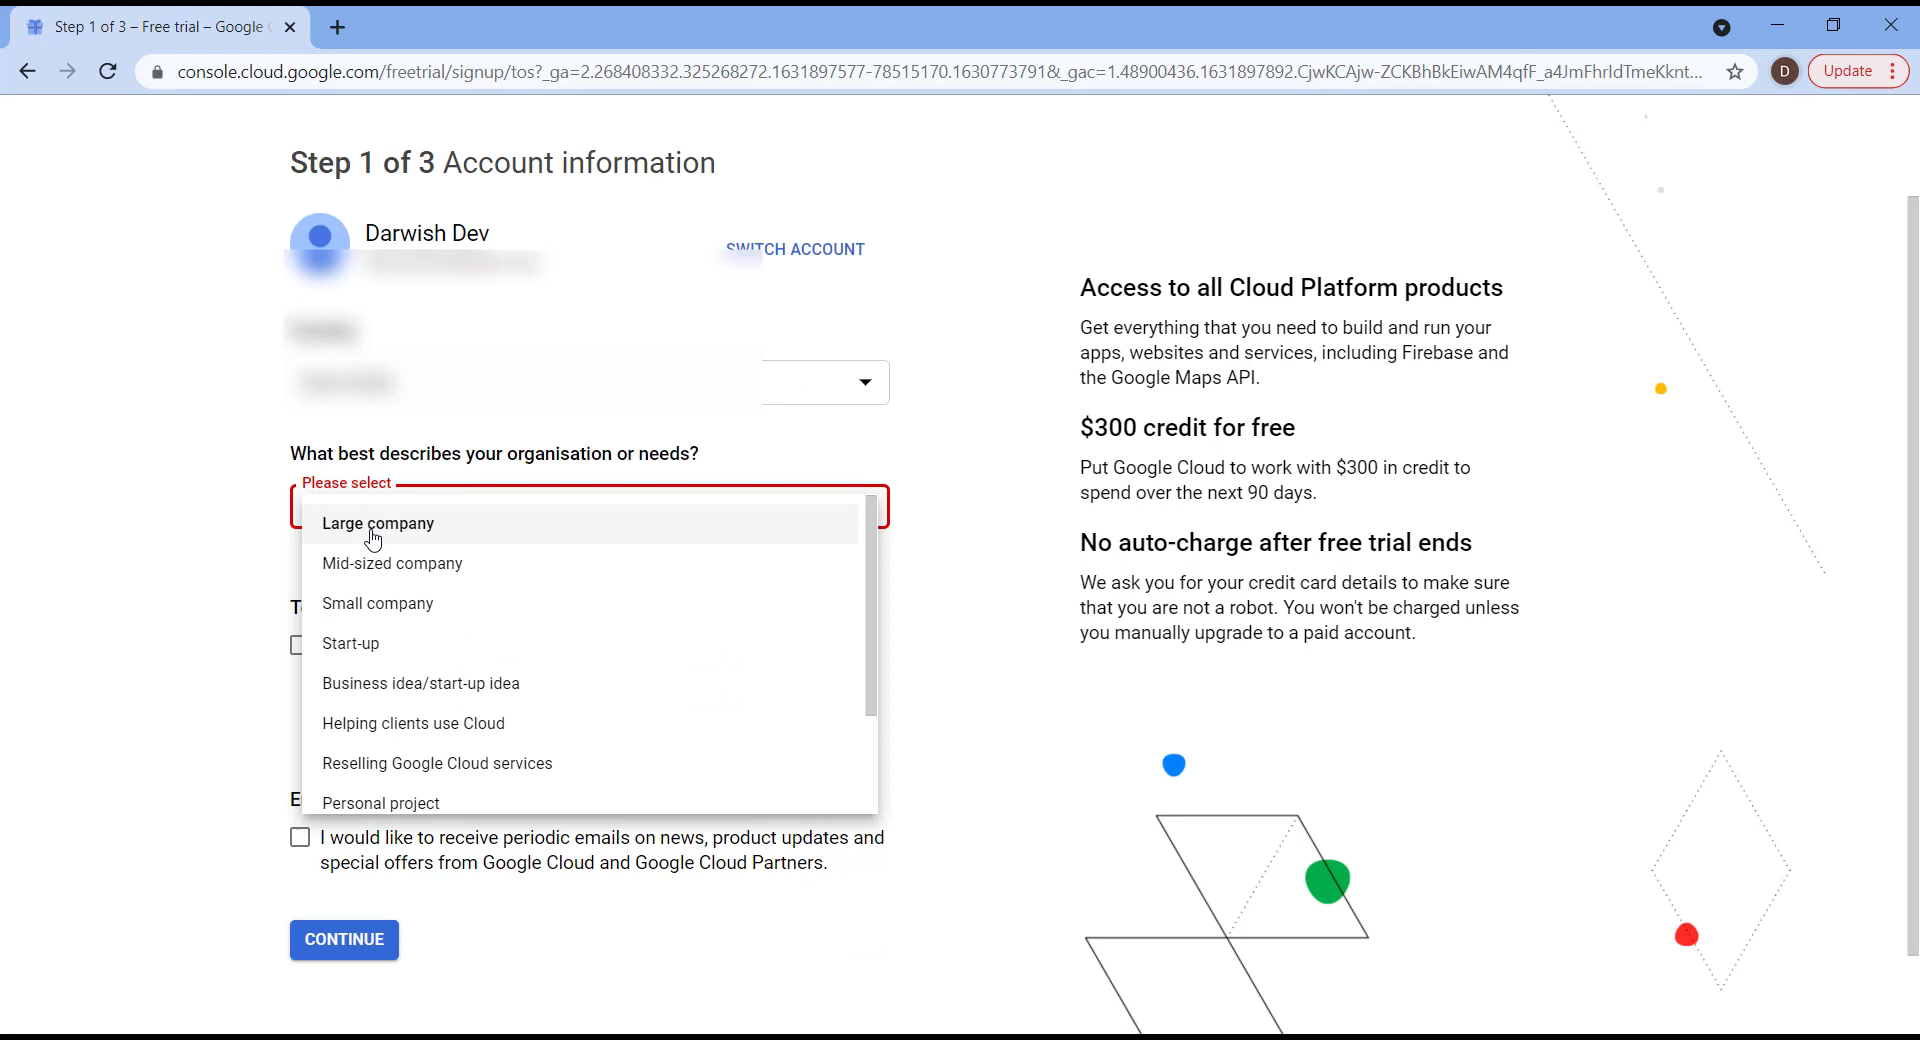 Step 1 of 3 – Free trial – Google
console.cloud.google.com/freetrial/signup/tos?_ga=2.268408332.325268272.1631897577-78515170.1630773791&_gac=1.48900436.1631897892.CjwKCAjw-ZCKBhBkEiwAM4qfF_a4JmFhrIdTmeKknt...
D
Update
Step 1 of 3 Account information
Darwish Dev
SWITCH ACCOUNT
What best describes your organisation or needs?
Please select
Large company
Mid-sized company
Small company
Start-up
Business idea/start-up idea
Helping clients use Cloud
Reselling Google Cloud services
Personal project
I would like to receive periodic emails on news, product updates and
special offers from Google Cloud and Google Cloud Partners.
CONTINUE
Access to all Cloud Platform products
Get everything that you need to build and run your
apps, websites and services, including Firebase and
the Google Maps API.
$300 credit for free
Put Google Cloud to work with $300 in credit to
spend over the next 90 days.
No auto-charge after free trial ends
We ask you for your credit card details to make sure
that you are not a robot. You won't be charged unless
you manually upgrade to a paid account.